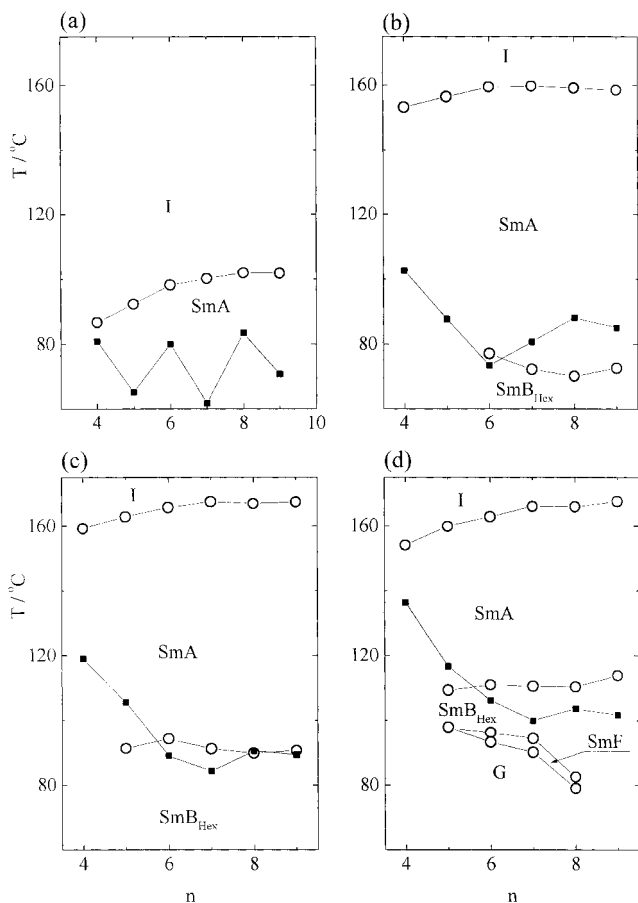 (a)
(b)
T / °C
160
120
80
I
SmA
4 6 8 10
160
120
80
I
SmA
SmB_Hex
4 6 8
(c)
(d)
T / °C
160
120
80
I
SmA
SmB_Hex
4 6 8
n
160
120
80
I
SmA
SmB_Hex
SmF
G
4 6 8
n